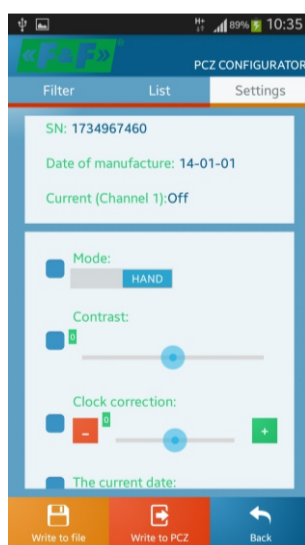 H+ 89% 10:35
«F&F»®
PCZ CONFIGURATOR
Filter List Settings
SN: 1734967460
Date of manufacture: 14-01-01
Current (Channel 1):Off
Mode:
HAND
Contrast:
0
Clock correction:
0
- +
The current date:
Write to file Write to PCZ Back